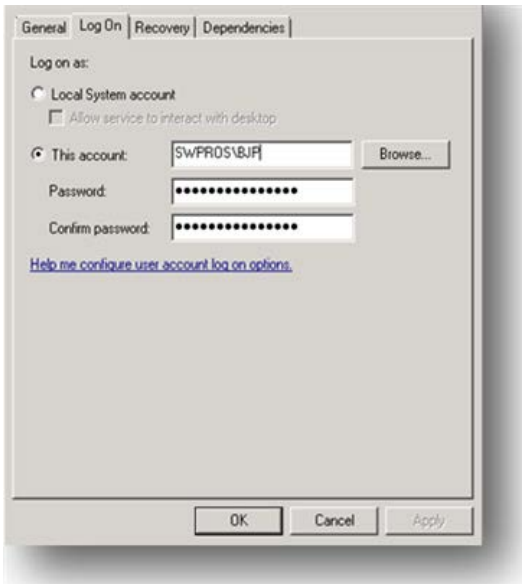 General Log On Recovery Dependencies
Log on as:
Local System account
Allow service to interact with desktop
This account: SWPROS\BJP Browse...
Password: •••••••••••••••
Confirm password: •••••••••••••••
Help me configure user account log on options.
OK Cancel Apply